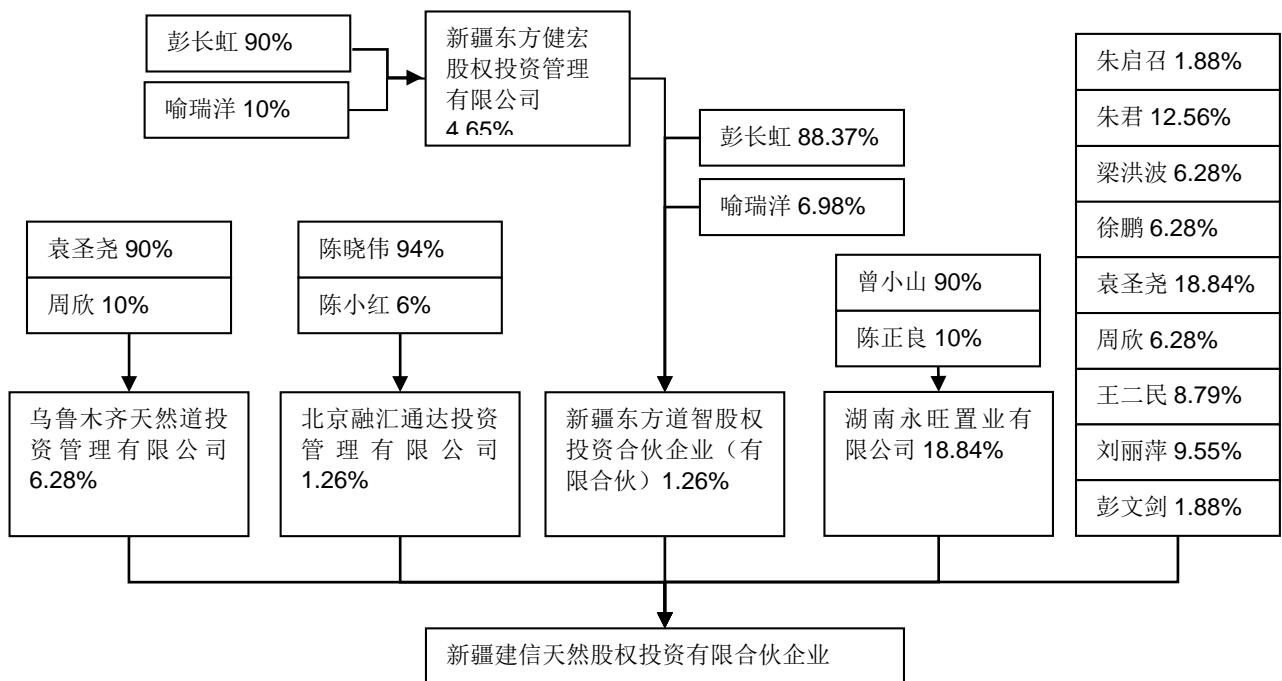 彭长虹 90%
喻瑞洋 10%
新疆东方健宏
股权投资管理
有限公司
4.65%
彭长虹 88.37%
喻瑞洋 6.98%
朱启召 1.88%
朱君 12.56%
梁洪波 6.28%
徐鹏 6.28%
袁圣尧 18.84%
周欣 6.28%
王二民 8.79%
刘丽萍 9.55%
彭文剑 1.88%
袁圣尧 90%
周欣 10%
陈晓伟 94%
陈小红 6%
曾小山 90%
陈正良 10%
乌鲁木齐天然道投
资管理有限公司
6.28%
北京融汇通达投资
管理有限公司
1.26%
新疆东方道智股权
投资合伙企业（有
限合伙）1.26%
湖南永旺置业有
限公司 18.84%
新疆建信天然股权投资有限合伙企业